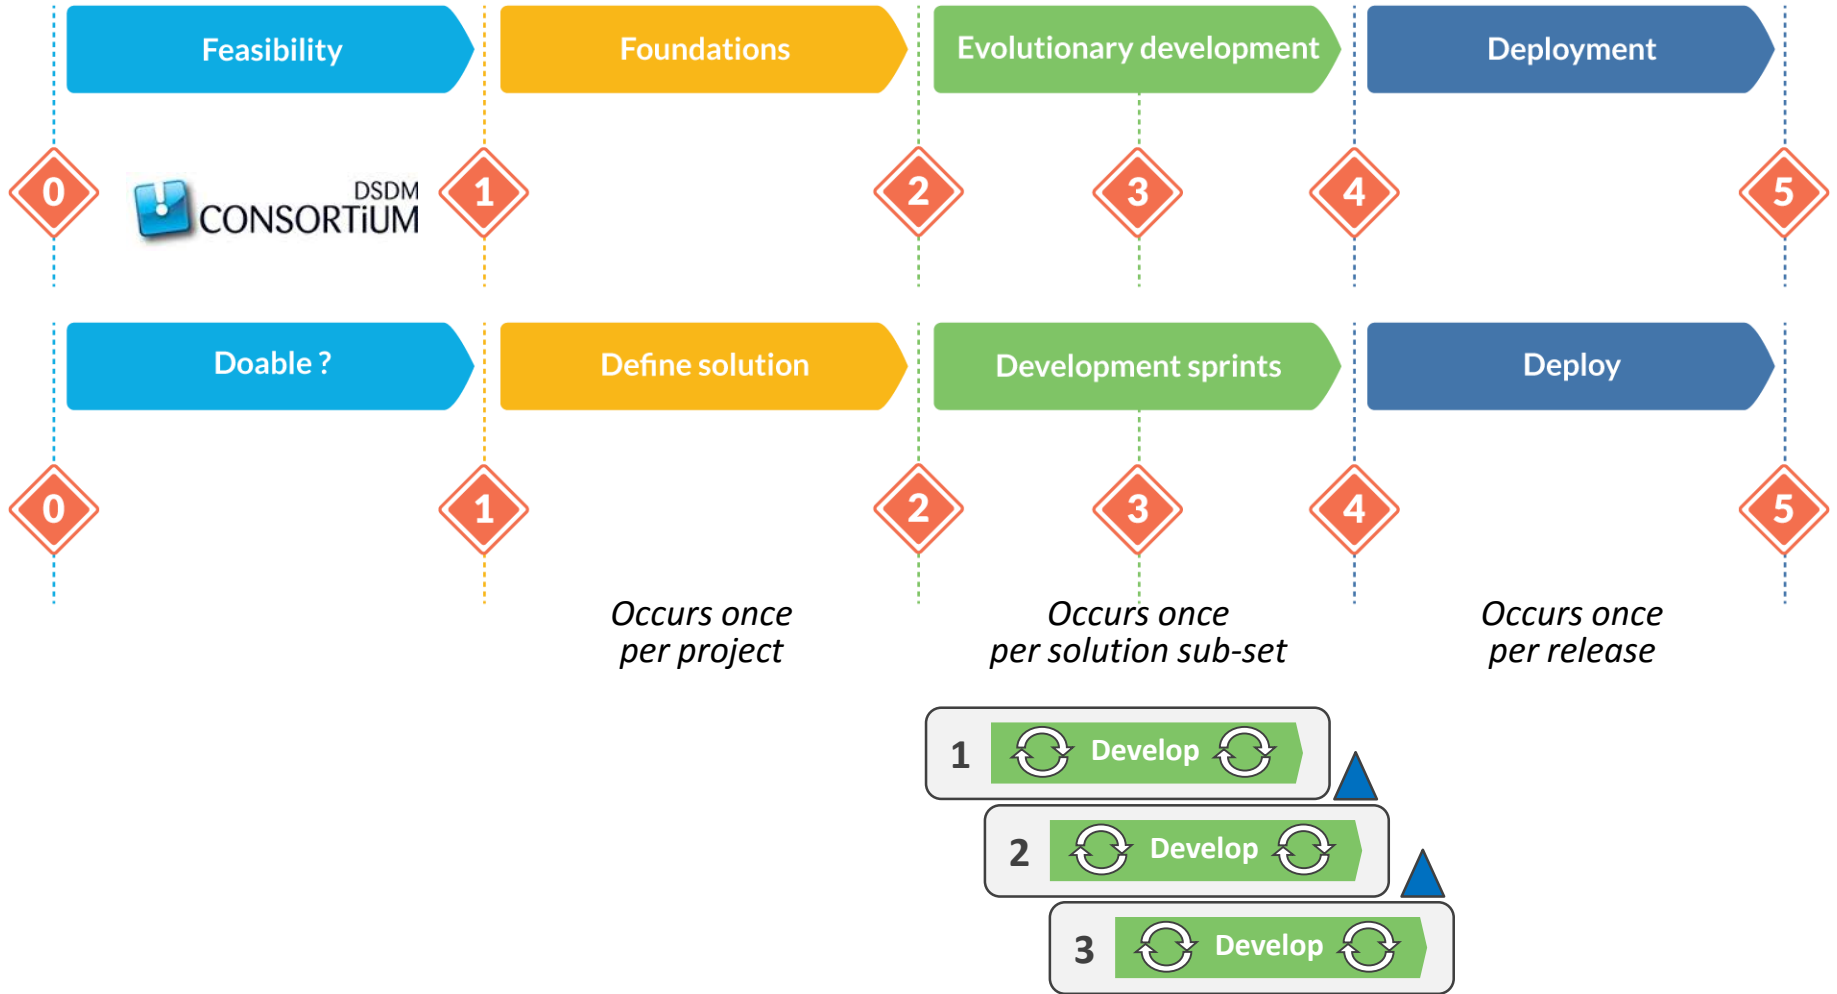 Feasibility
Foundations
Evolutionary development
Deployment
0
DSDM
CONSORTiUM
1
2
3
4
5
Doable ?
Define solution
Development sprints
Deploy
0
1
2
3
4
5
Occurs once
per project
Occurs once
per solution sub-set
Occurs once
per release
1
Develop
2
Develop
3
Develop